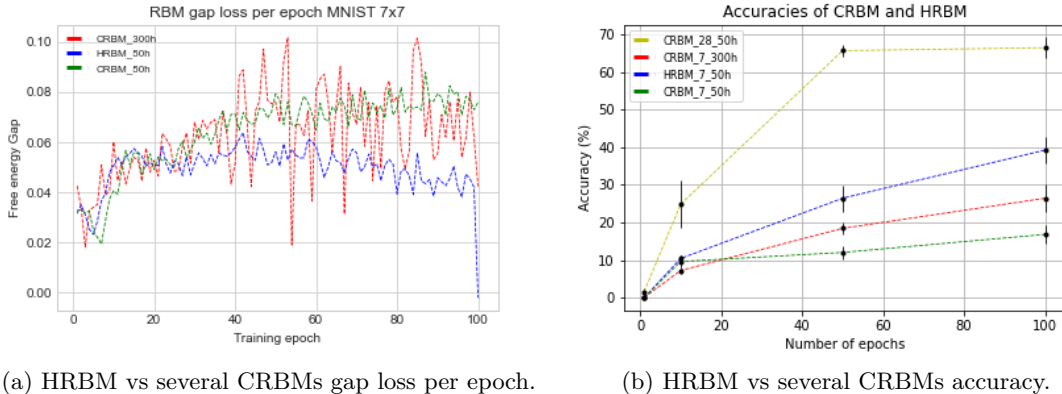 RBM gap loss per epoch MNIST 7x7
CRBM_300h
HRBM_50h
CRBM_50h
0.10
0.08
0.06
0.04
0.02
0.00
Free energy Gap
0
20
40
60
80
100
Training epoch
(a) HRBM vs several CRBMs gap loss per epoch.
Accuracies of CRBM and HRBM
CRBM_28_50h
CRBM_7_300h
HRBM_7_50h
CRBM_7_50h
70
60
50
40
30
20
10
0
Accuracy (%)
0
20
40
60
80
100
Number of epochs
(b) HRBM vs several CRBMs accuracy.